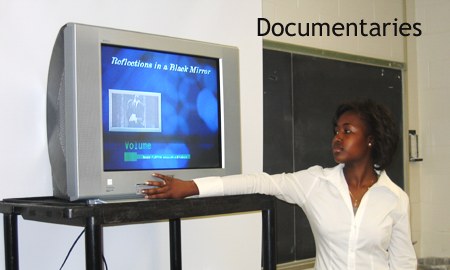 Documentaries
Reflections in a Black Mirror
Volume